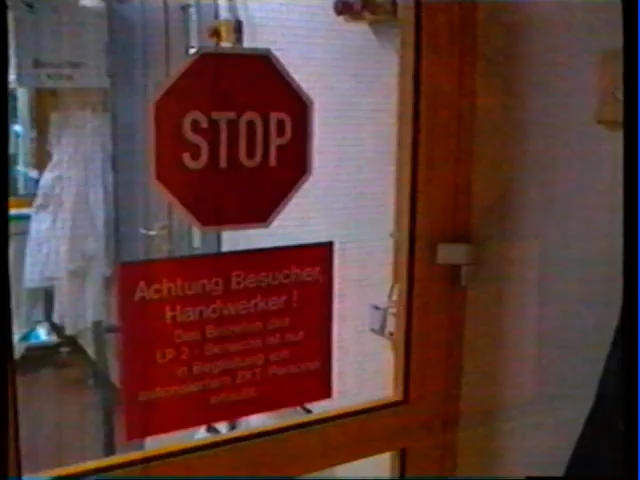 STOP
Achtung Besucher,
Handwerker!
Das Betreten des
LP 2 - Bereichs ist nur
in Begleitung von
autorisiertem ZKT Personal
erlaubt.